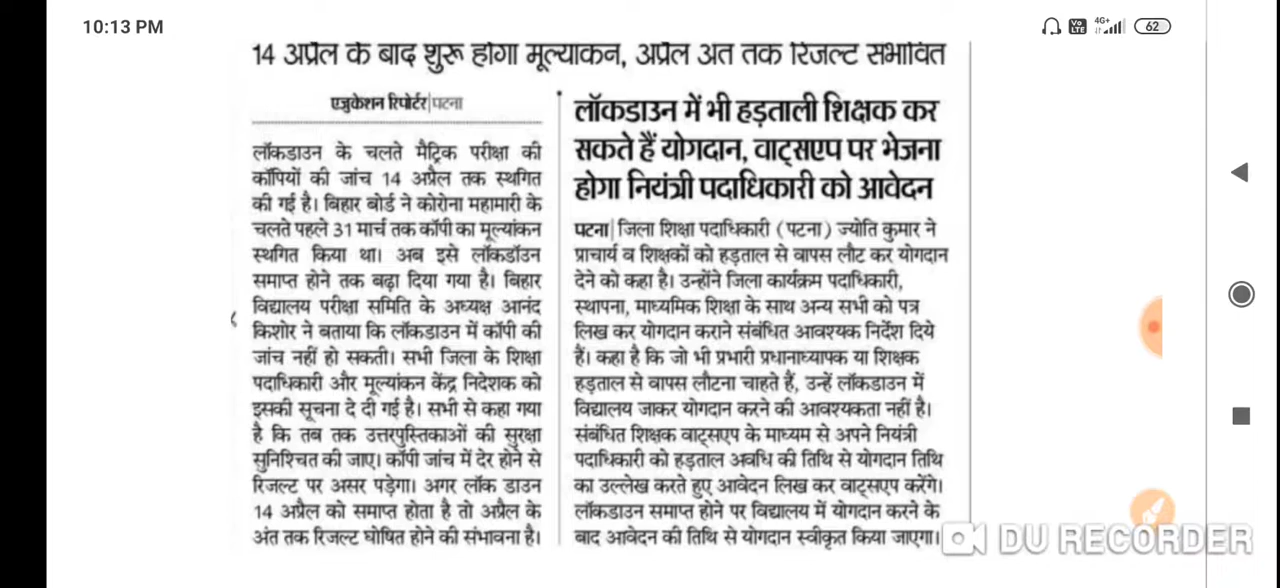 10:13 PM
Vo LTE
4G+
62
14 अप्रैल के बाद शुरू होगा मूल्यांकन, अप्रैल अंत तक रिजल्ट संभावित
एजुकेशन रिपोर्टर|पटना
लॉकडाउन के चलते मैट्रिक परीक्षा की
कॉपियों की जांच 14 अप्रैल तक स्थगित
की गई है। बिहार बोर्ड ने कोरोना महामारी के
चलते पहले 31 मार्च तक कॉपी का मूल्यांकन
स्थगित किया था। अब इसे लॉकडॉउन
समाप्त होने तक बढ़ा दिया गया है। बिहार
विद्यालय परीक्षा समिति के अध्यक्ष आनंद
किशोर ने बताया कि लॉकडाउन में कॉपी की
जांच नहीं हो सकती। सभी जिला के शिक्षा
पदाधिकारी और मूल्यांकन केंद्र निदेशक को
इसकी सूचना दे दी गई है। सभी से कहा गया
है कि तब तक उत्तरपुस्तिकाओं की सुरक्षा
सुनिश्चित की जाए। कॉपी जांच में देर होने से
रिजल्ट पर असर पड़ेगा। अगर लॉक डाउन
14 अप्रैल को समाप्त होता है तो अप्रैल के
अंत तक रिजल्ट घोषित होने की संभावना है।
लॉकडाउन में भी हड़ताली शिक्षक कर
सकते हैं योगदान, वाट्सएप पर भेजना
होगा नियंत्री पदाधिकारी को आवेदन
पटना| जिला शिक्षा पदाधिकारी (पटना) ज्योति कुमार ने
प्राचार्य व शिक्षकों को हड़ताल से वापस लौट कर योगदान
देने को कहा है। उन्होंने जिला कार्यक्रम पदाधिकारी,
स्थापना, माध्यमिक शिक्षा के साथ अन्य सभी को पत्र
लिख कर योगदान कराने संबंधित आवश्यक निर्देश दिये
हैं। कहा है कि जो भी प्रभारी प्रधानाध्यापक या शिक्षक
हड़ताल से वापस लौटना चाहते हैं, उन्हें लॉकडाउन में
विद्यालय जाकर योगदान करने की आवश्यकता नहीं है।
संबंधित शिक्षक वाट्सएप के माध्यम से अपने नियंत्री
पदाधिकारी को हड़ताल अवधि की तिथि से योगदान तिथि
का उल्लेख करते हुए आवेदन लिख कर वाट्सएप करेंगे।
लॉकडाउन समाप्त होने पर विद्यालय में योगदान करने के
बाद आवेदन की तिथि से योगदान स्वीकृत किया जाएगा।
DU RECORDER